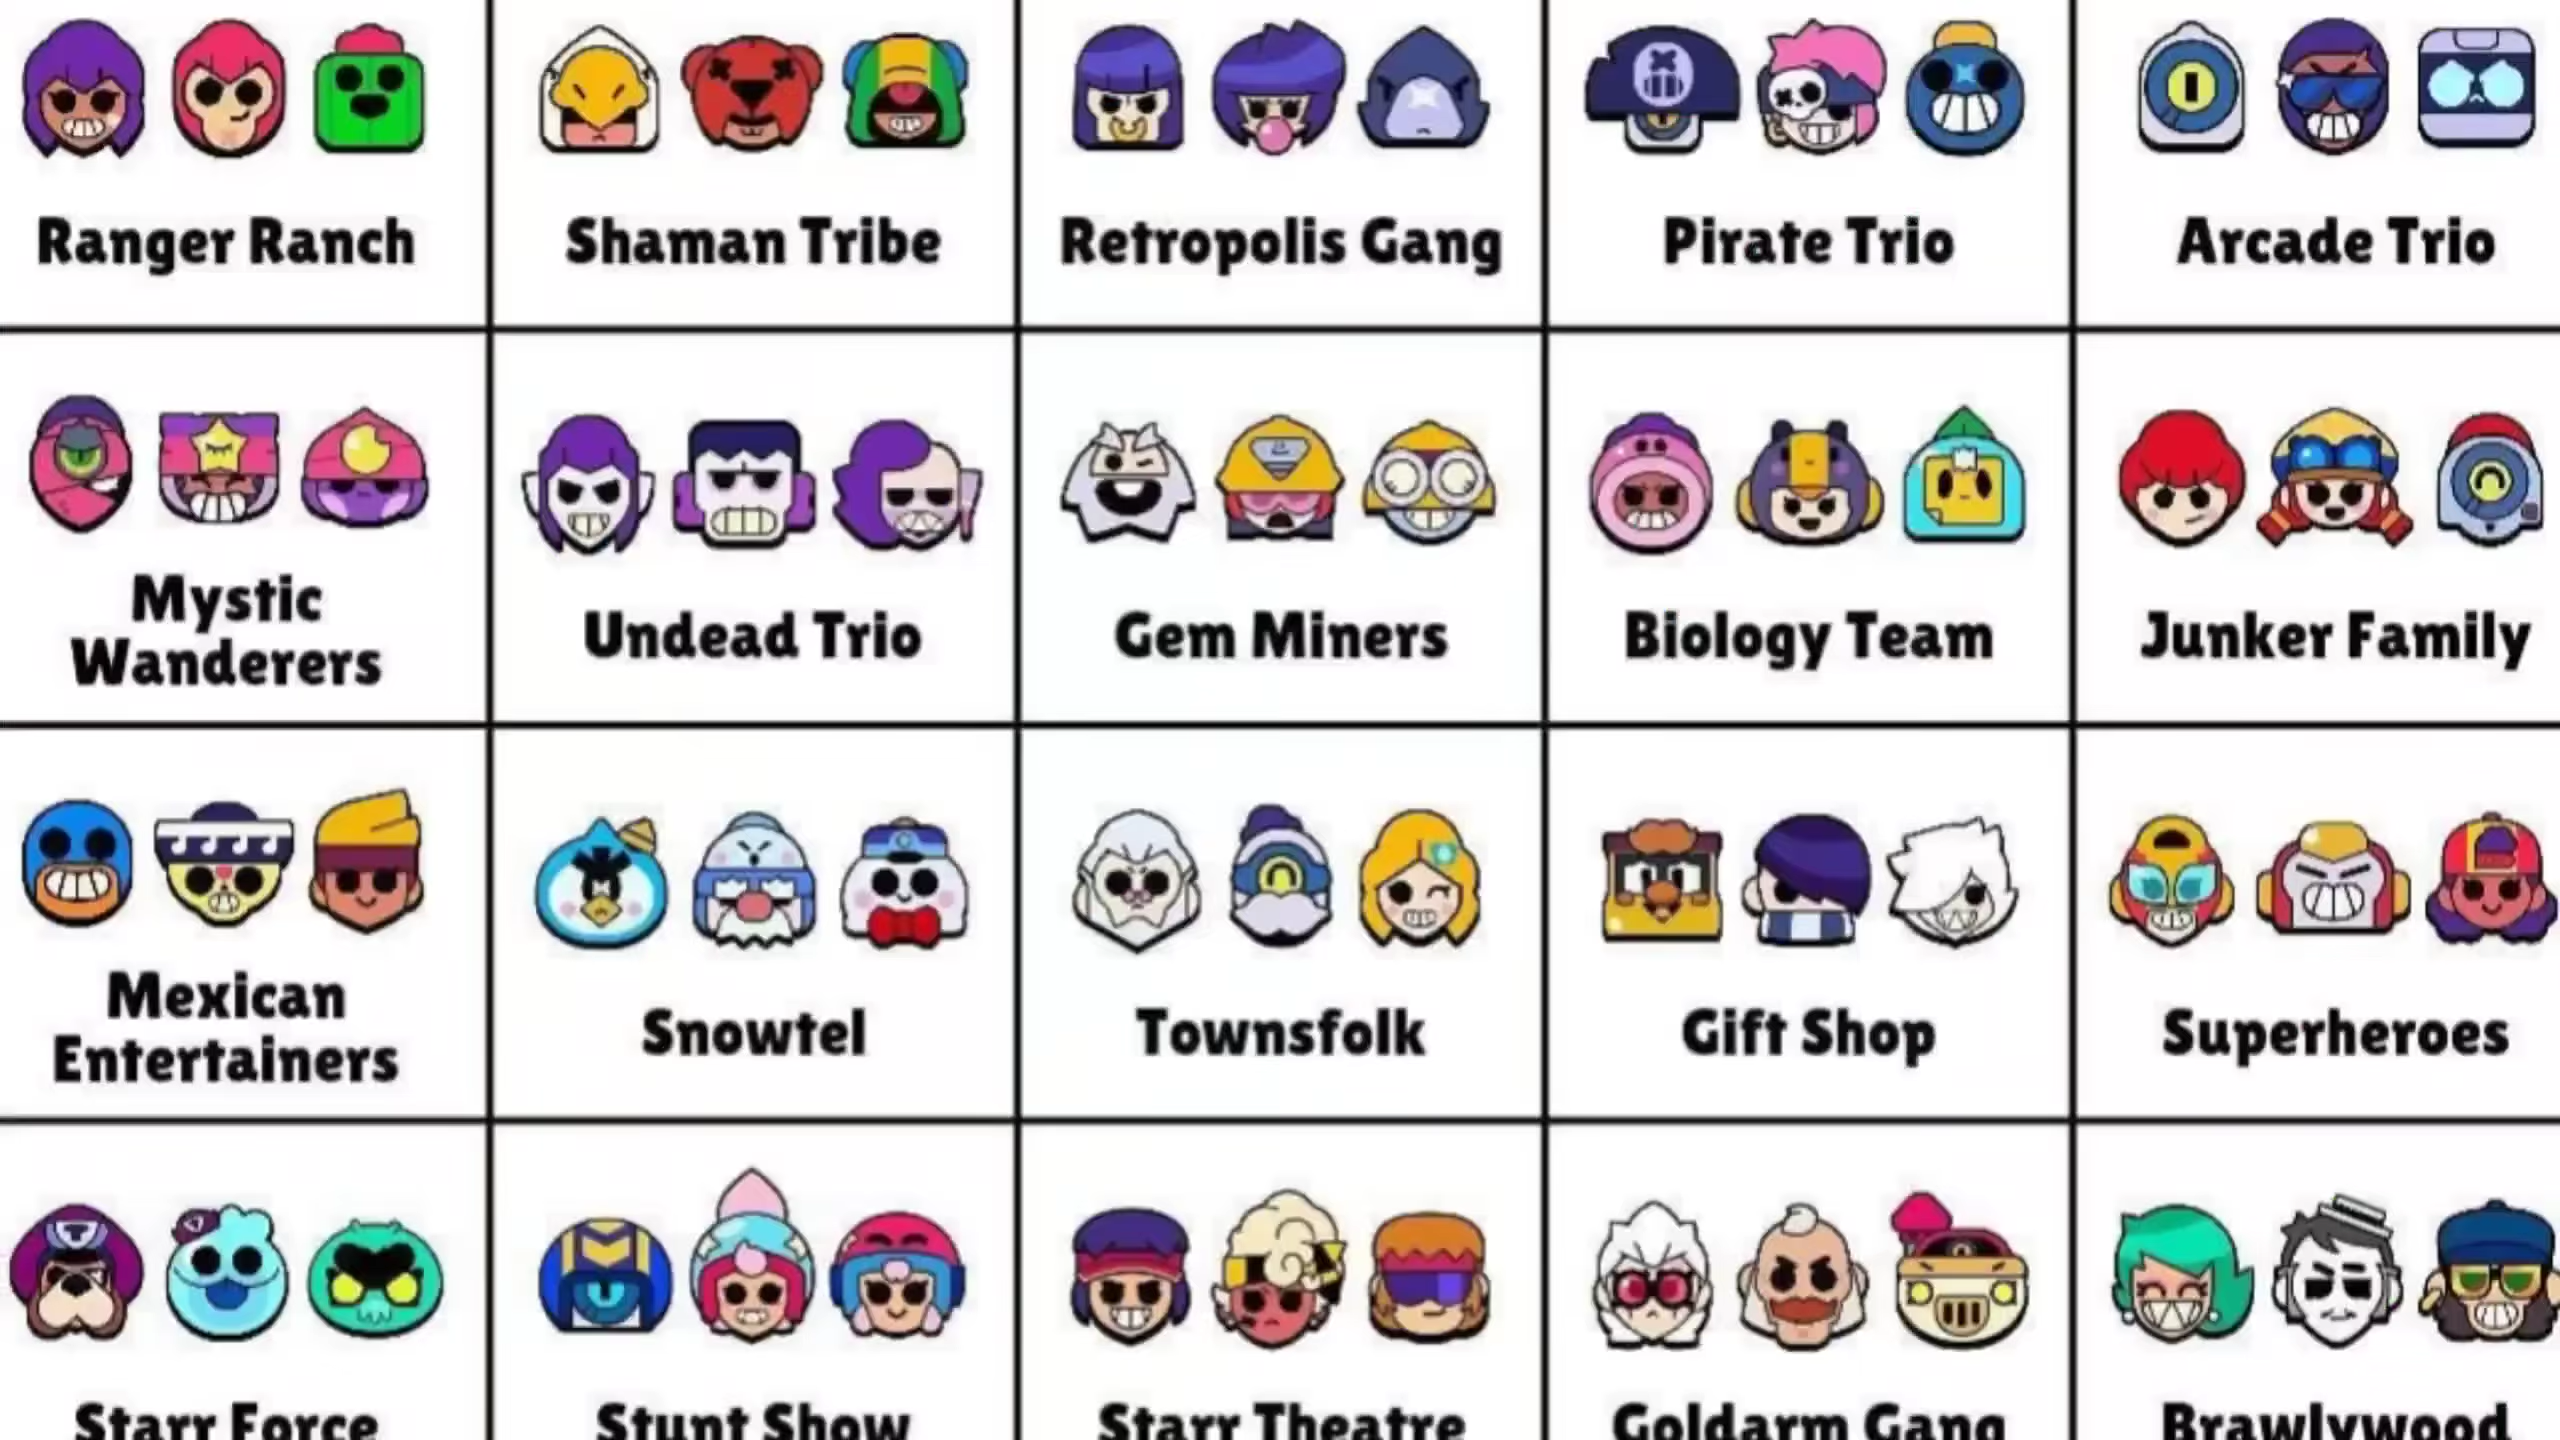 Ranger Ranch
Shaman Tribe
Retropolis Gang
Pirate Trio
Arcade Trio
Mystic
Wanderers
Undead Trio
Gem Miners
Biology Team
Junker Family
Mexican
Entertainers
Snowtel
Townsfolk
Gift Shop
Superheroes
Starr Force
Stunt Show
Starr Theatre
Goldarm Gang
Brawlywood